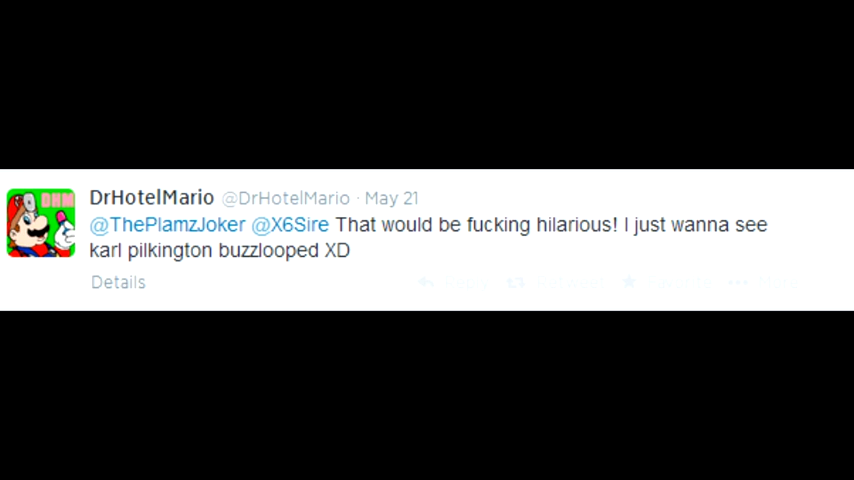 DHM
DrHotelMario @DrHotelMario · May 21
@ThePlamzJoker @X6Sire That would be fucking hilarious! I just wanna see
karl pilkington buzzlooped XD
Details